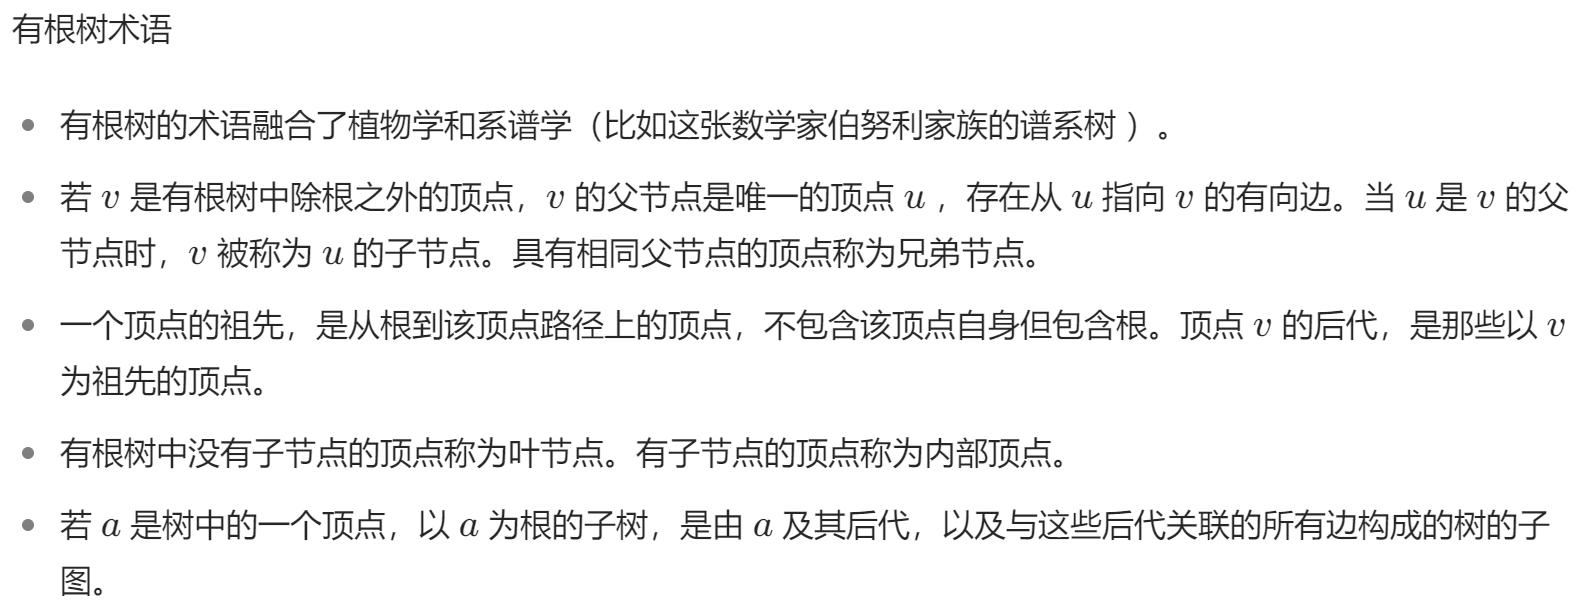 有根树术语
• 有根树的术语融合了植物学和系谱学（比如这张数学家伯努利家族的谱系树 ）。
• 若 v 是有根树中除根之外的顶点，v 的父节点是唯一的顶点 u ，存在从 u 指向 v 的有向边。当 u 是 v 的父
节点时，v 被称为 u 的子节点。具有相同父节点的顶点称为兄弟节点。
• 一个顶点的祖先，是从根到该顶点路径上的顶点，不包含该顶点自身但包含根。顶点 v 的后代，是那些以 v
为祖先的顶点。
• 有根树中没有子节点的顶点称为叶节点。有子节点的顶点称为内部顶点。
• 若 a 是树中的一个顶点，以 a 为根的子树，是由 a 及其后代，以及与这些后代关联的所有边构成的树的子
图。